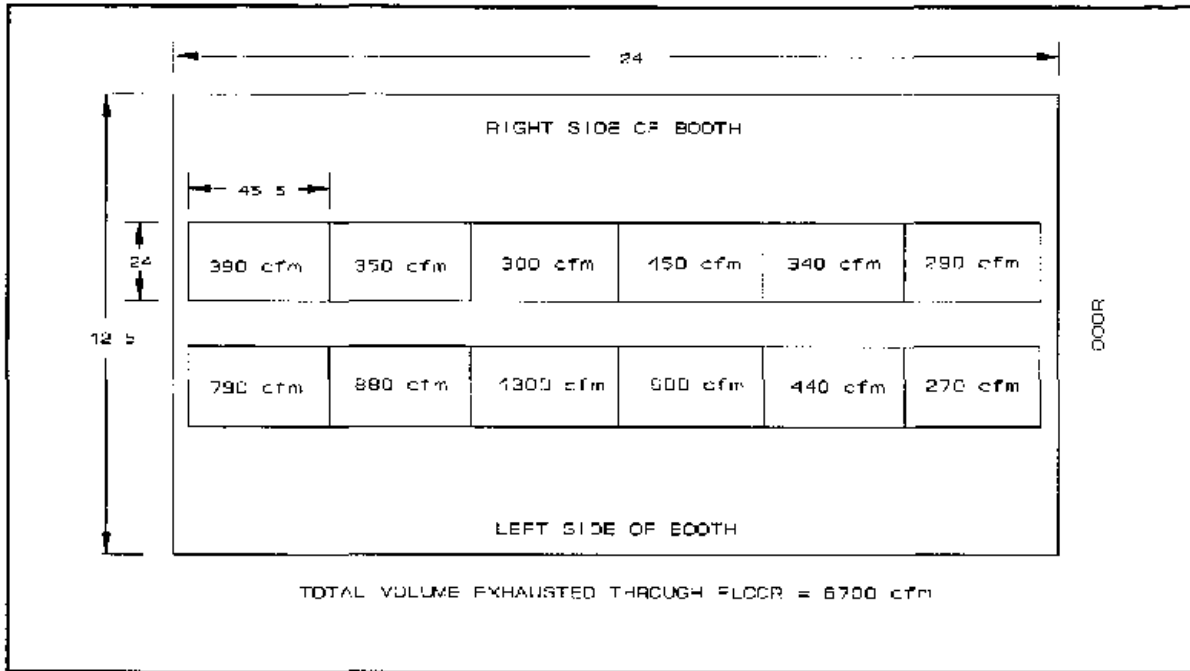 24
RIGHT SIDE OF BOOTH
45 5
24
390 cfm 350 cfm 300 cfm 450 cfm 340 cfm 290 cfm
12 5
DOOR
790 cfm 880 cfm 1300 cfm 900 cfm 440 cfm 270 cfm
LEFT SIDE OF BOOTH
TOTAL VOLUME EXHAUSTED THROUGH FLOOR = 6700 cfm